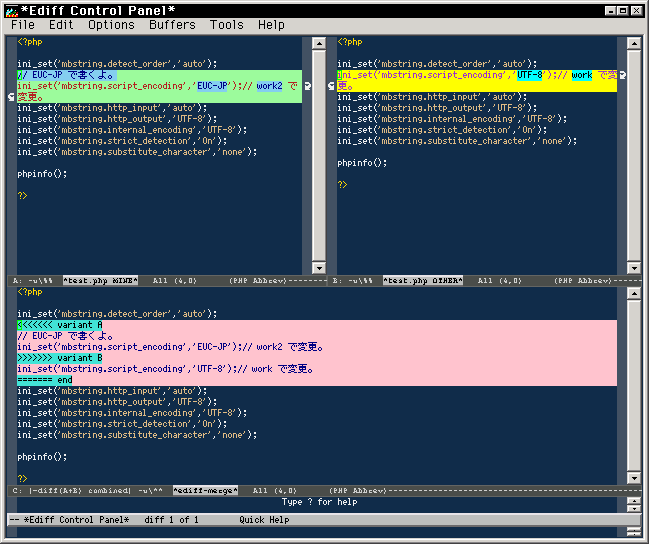 *Ediff Control Panel*
File Edit Options Buffers Tools Help
<?php
ini_set('mbstring.detect_order','auto');
// EUC-JP で書くよ。
ini_set('mbstring.script_encoding','EUC-JP');// work2 で
変更。
ini_set('mbstring.http_input','auto');
ini_set('mbstring.http_output','UTF-8');
ini_set('mbstring.internal_encoding','UTF-8');
ini_set('mbstring.strict_detection','On');
ini_set('mbstring.substitute_character','none');
phpinfo();
?>
A: -u\%% *test.php MINE* All (4,0) (PHP Abbrev)--------
<?php
ini_set('mbstring.detect_order','auto');
ini_set('mbstring.script_encoding','UTF-8');// work で変
更。
ini_set('mbstring.http_input','auto');
ini_set('mbstring.http_output','UTF-8');
ini_set('mbstring.internal_encoding','UTF-8');
ini_set('mbstring.strict_detection','On');
ini_set('mbstring.substitute_character','none');
phpinfo();
?>
B: -u\%% *test.php OTHER* All (4,0) (PHP Abbrev)-------
<?php
ini_set('mbstring.detect_order','auto');
<<<<<<< variant A
// EUC-JP で書くよ。
ini_set('mbstring.script_encoding','EUC-JP');// work2 で変更。
>>>>>>> variant B
ini_set('mbstring.script_encoding','UTF-8');// work で変更。
======= end
ini_set('mbstring.http_input','auto');
ini_set('mbstring.http_output','UTF-8');
ini_set('mbstring.internal_encoding','UTF-8');
ini_set('mbstring.strict_detection','On');
ini_set('mbstring.substitute_character','none');
phpinfo();
?>
C: [-diff(A+B) combined] -u\** *ediff-merge* All (4,0) (PHP Abbrev)--------------------------------------------
Type ? for help
-- *Ediff Control Panel* diff 1 of 1 Quick Help